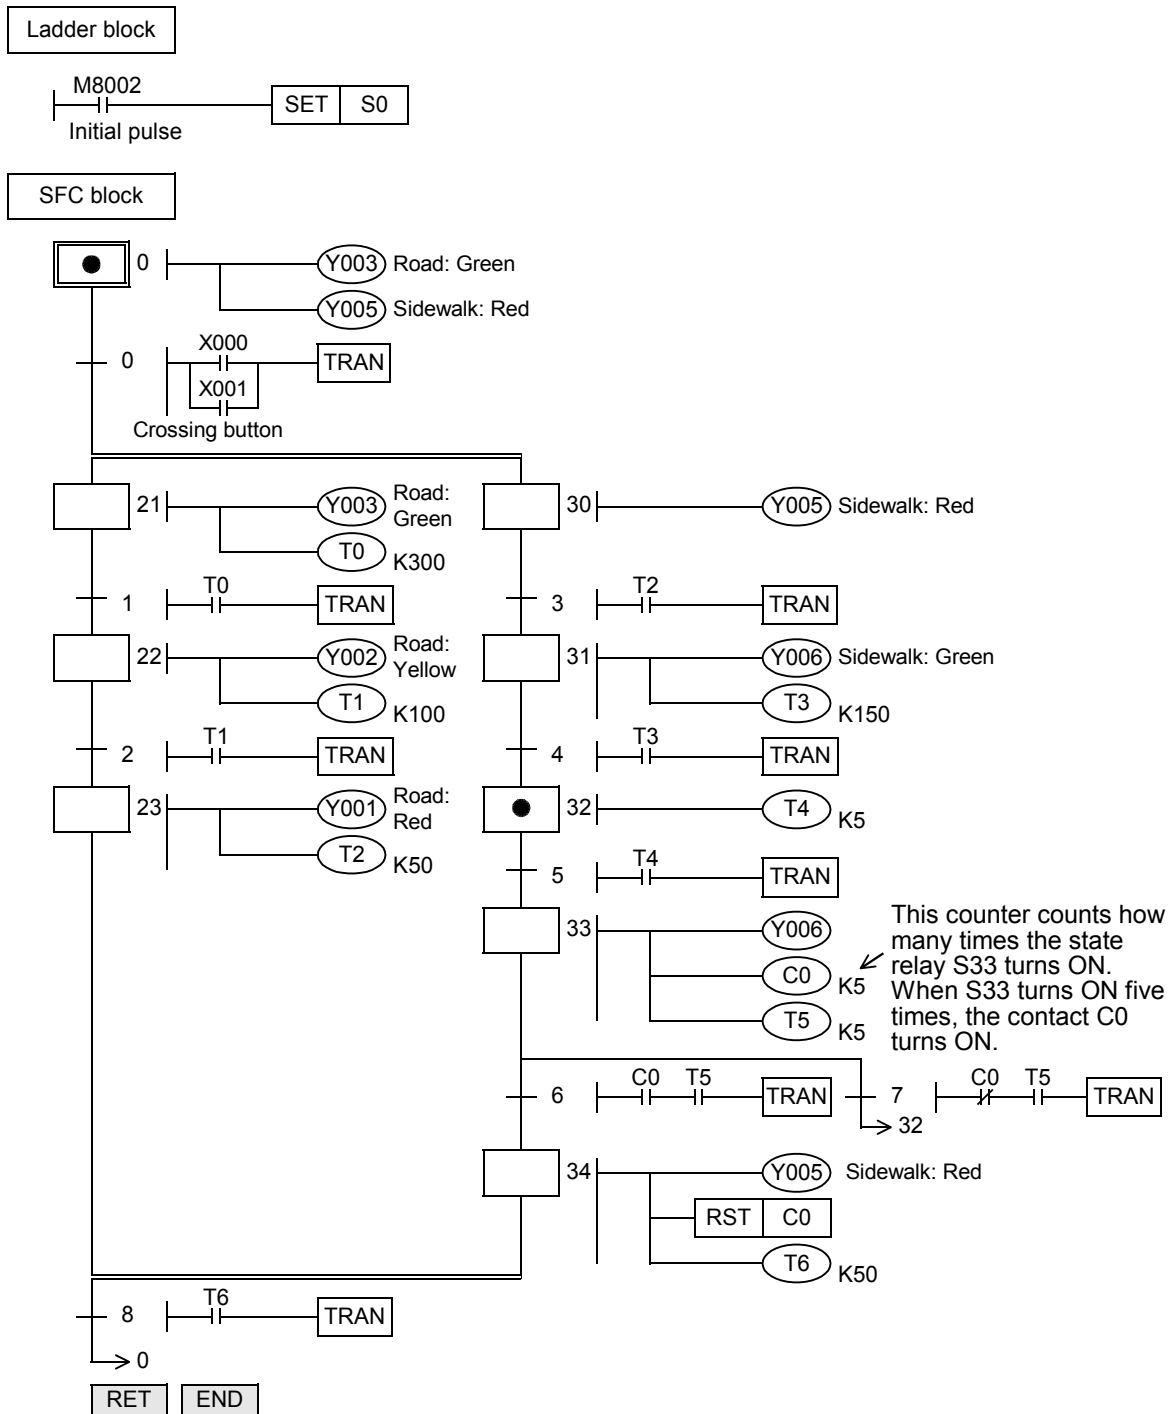 Ladder block
M8002
SET S0
Initial pulse
SFC block
0
Y003 Road: Green
Y005 Sidewalk: Red
0
X000
TRAN
X001
Crossing button
21
Y003
Road:
Green
T0
K300
30
Y005 Sidewalk: Red
1
T0
TRAN
3
T2
TRAN
22
Y002
Road:
Yellow
T1
K100
31
Y006 Sidewalk: Green
T3
K150
2
T1
TRAN
4
T3
TRAN
23
Y001
Road:
Red
T2
K50
32
T4
K5
5
T4
TRAN
33
Y006
C0
K5
T5
K5
This counter counts how
many times the state
relay S33 turns ON.
When S33 turns ON five
times, the contact C0
turns ON.
6
C0 T5
TRAN
7
C0 T5
TRAN
32
34
Y005 Sidewalk: Red
RST C0
T6
K50
8
T6
TRAN
0
RET END